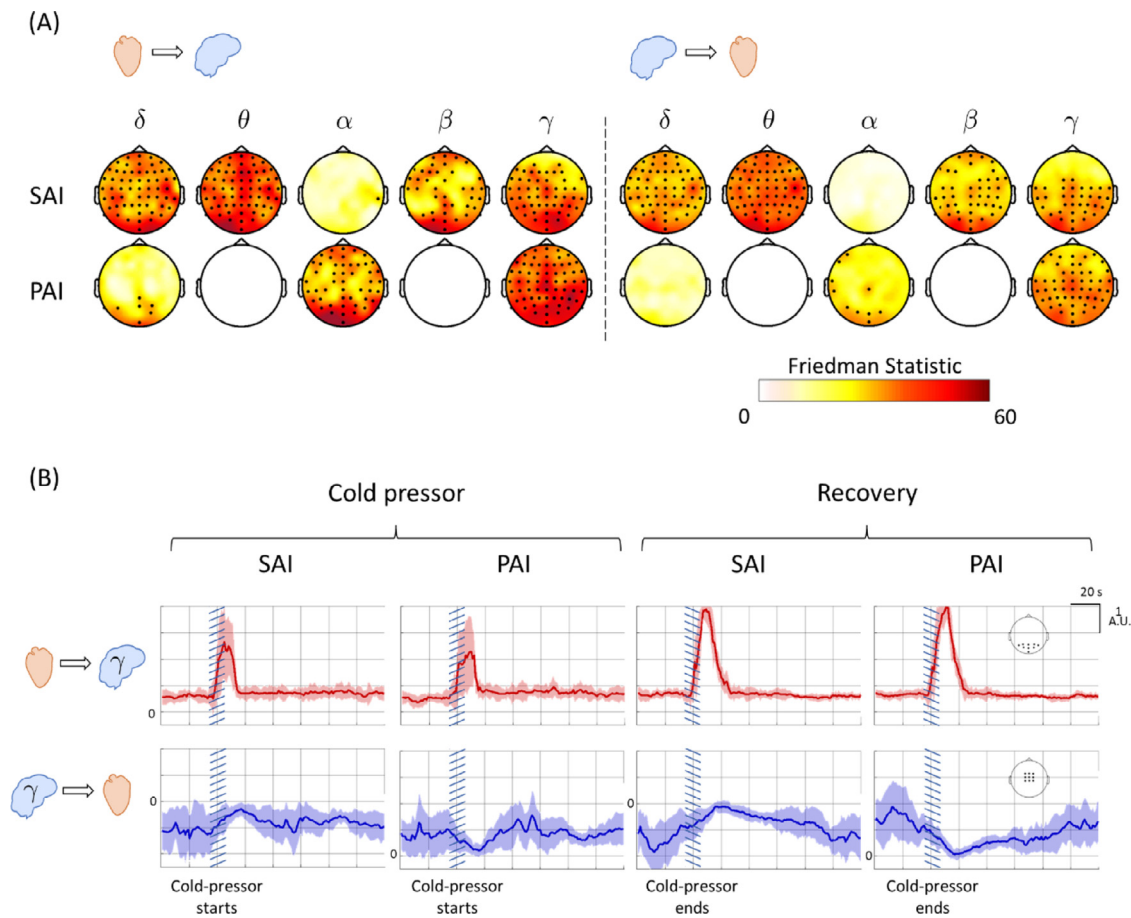 (A)
δ θ α β γ δ θ α β γ
SAI
PAI
Friedman Statistic
0 60
(B)
Cold pressor Recovery
SAI PAI SAI PAI
20 s
1
A.U.
γ
0
γ
0 0 0 0
Cold-pressor Cold-pressor Cold-pressor Cold-pressor
starts starts ends ends